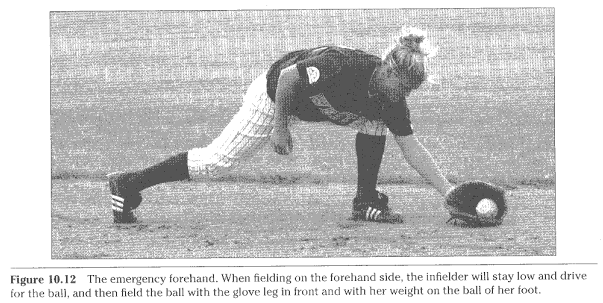 Figure 10.12 The emergency forehand. When fielding on the forehand side, the infielder will stay low and drive
for the ball, and then field the ball with the glove leg in front and with her weight on the ball of her foot.